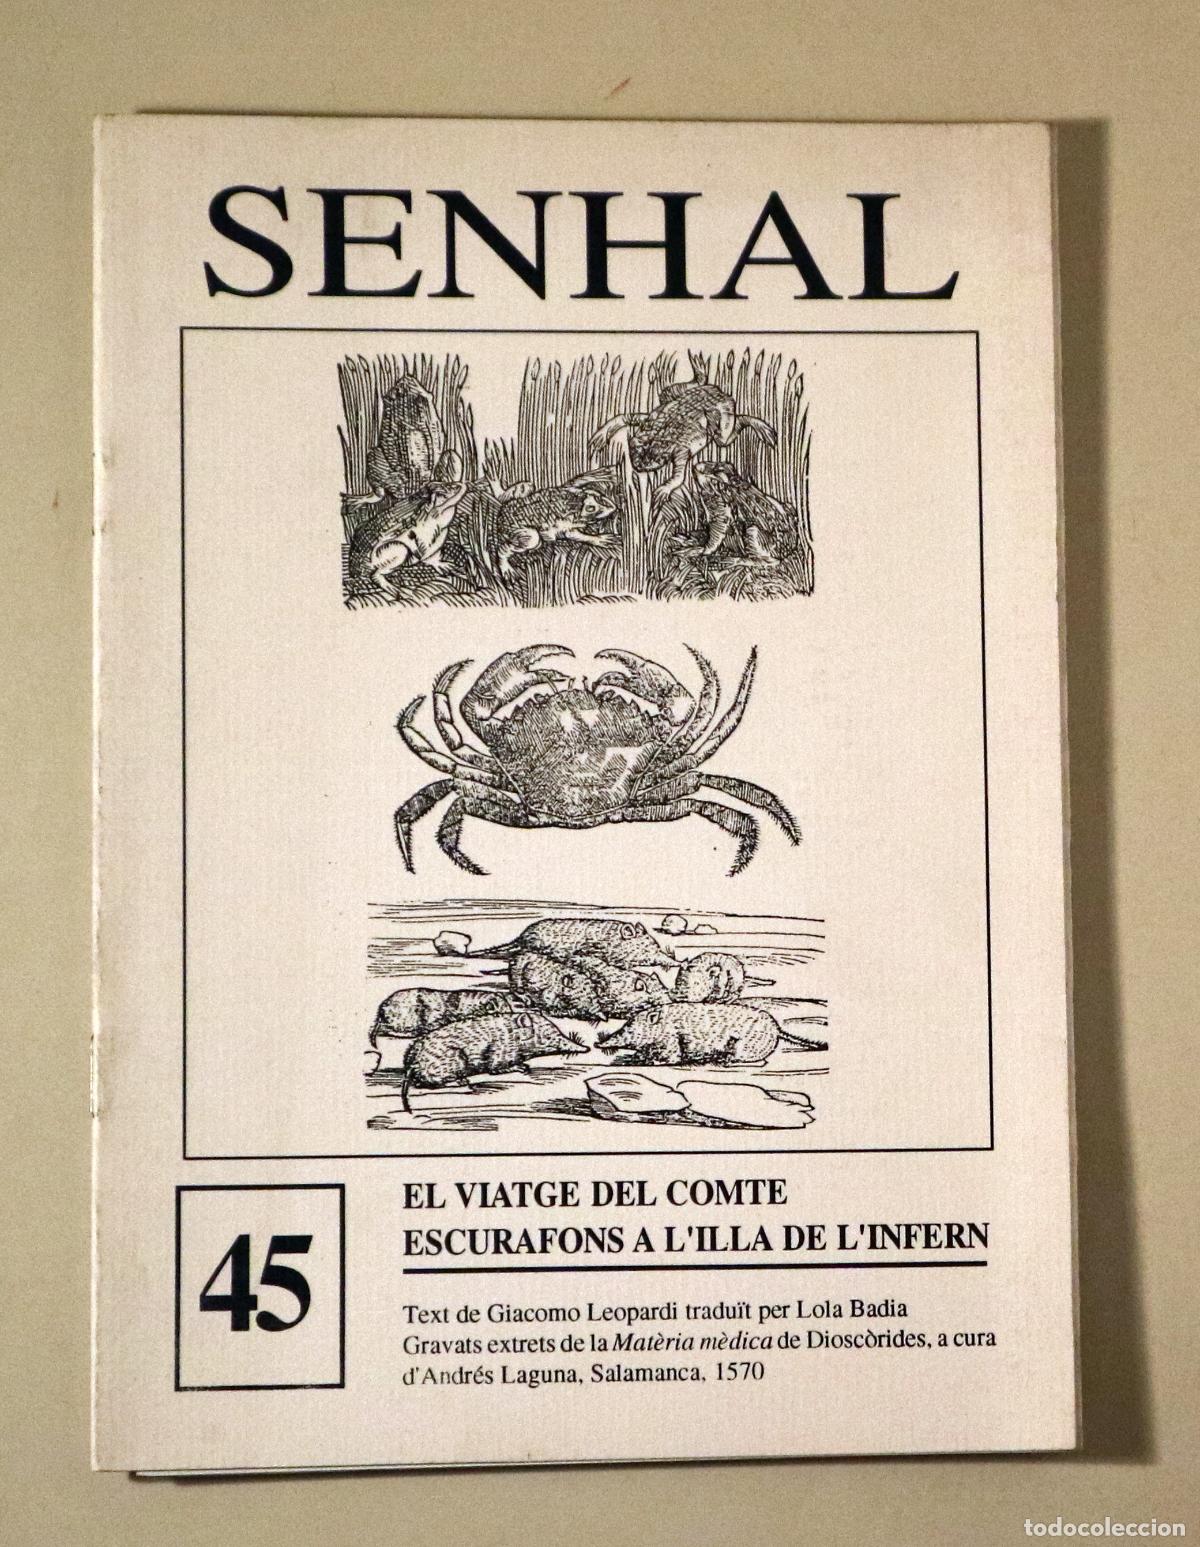 SENHAL
45
EL VIATGE DEL COMTE
ESCURAFONS A L'ILLA DE L'INFERN
Text de Giacomo Leopardi traduït per Lola Badia
Gravats extrets de la Matèria mèdica de Dioscòrides, a cura
d'Andrés Laguna, Salamanca, 1570
todocoleccion